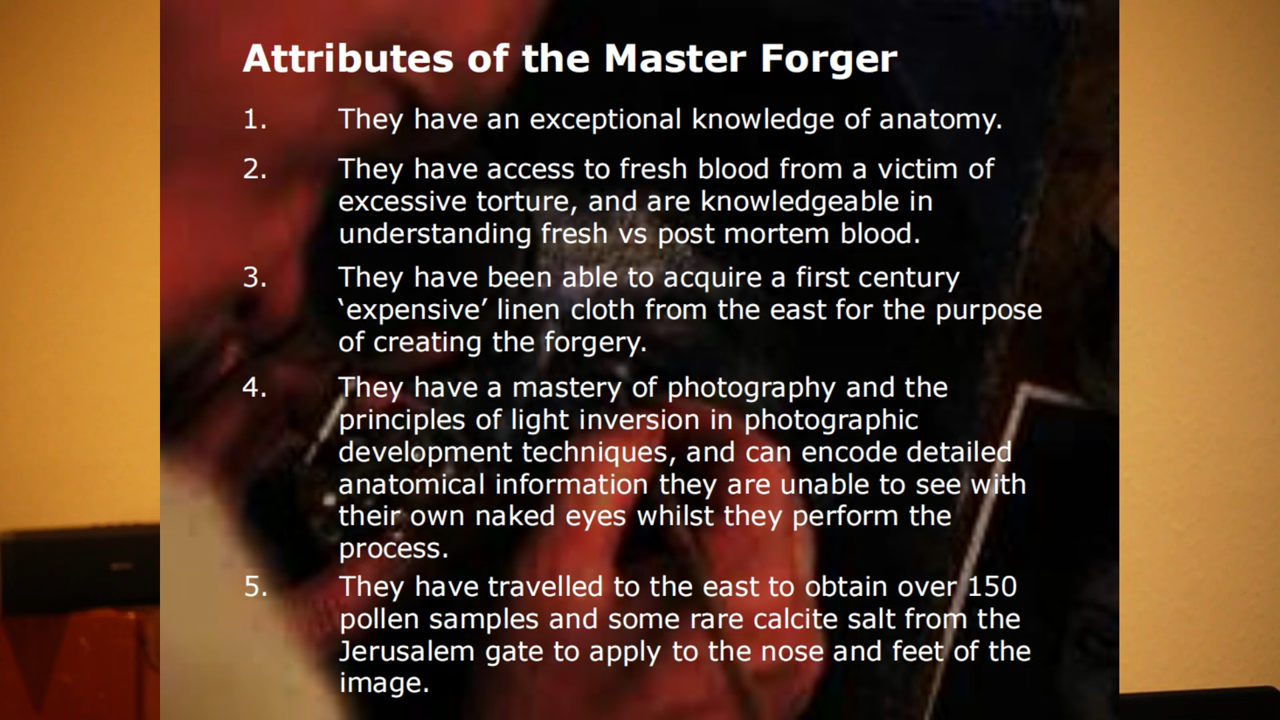 Attributes of the Master Forger
1. They have an exceptional knowledge of anatomy.
2. They have access to fresh blood from a victim of
excessive torture, and are knowledgeable in
understanding fresh vs post mortem blood.
3. They have been able to acquire a first century
‘expensive’ linen cloth from the east for the purpose
of creating the forgery.
4. They have a mastery of photography and the
principles of light inversion in photographic
development techniques, and can encode detailed
anatomical information they are unable to see with
their own naked eyes whilst they perform the
process.
5. They have travelled to the east to obtain over 150
pollen samples and some rare calcite salt from the
Jerusalem gate to apply to the nose and feet of the
image.